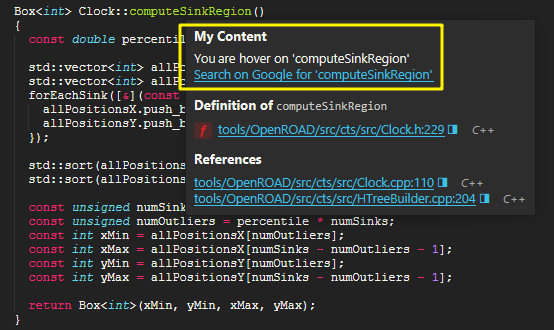 Box<int> Clock::computeSinkRegion()
{
const double percentil
My Content
You are hover on 'computeSinkRegion'
Search on Google for 'computeSinkRegion'
std::vector<int> allPo
std::vector<int> allPo
forEachSink([&](const
allPositionsX.push_b
allPositionsY.push_b
});
Definition of computeSinkRegion
f tools/OpenROAD/src/cts/src/Clock.h:229 C++
References
tools/OpenROAD/src/cts/src/Clock.cpp:110 C++
tools/OpenROAD/src/cts/src/HTreeBuilder.cpp:204 C++
std::sort(allPositions
std::sort(allPositions
const unsigned numSink
const unsigned numOutliers = percentile * numSinks;
const int xMin = allPositionsX[numOutliers];
const int xMax = allPositionsX[numSinks - numOutliers - 1];
const int yMin = allPositionsY[numOutliers];
const int yMax = allPositionsY[numSinks - numOutliers - 1];
return Box<int>(xMin, yMin, xMax, yMax);
}